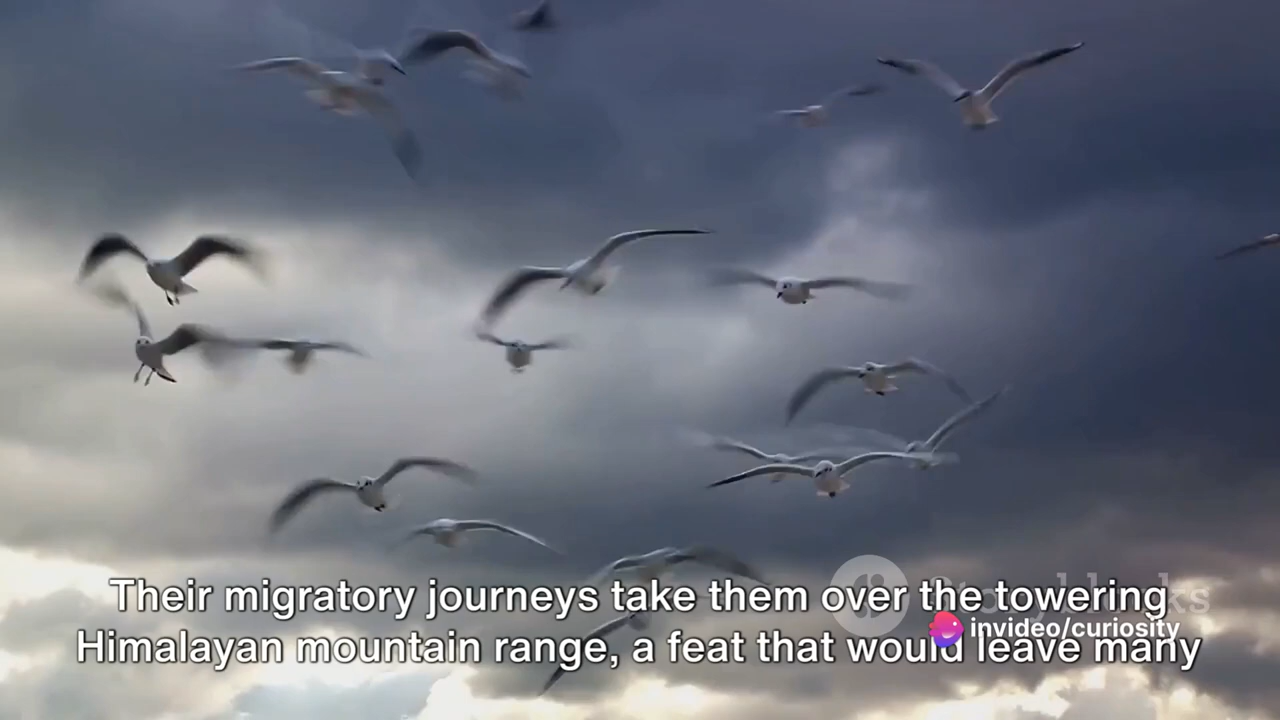 Their migratory journeys take them over the towering
Himalayan mountain range, a feat that would leave many
invideo/curiosity